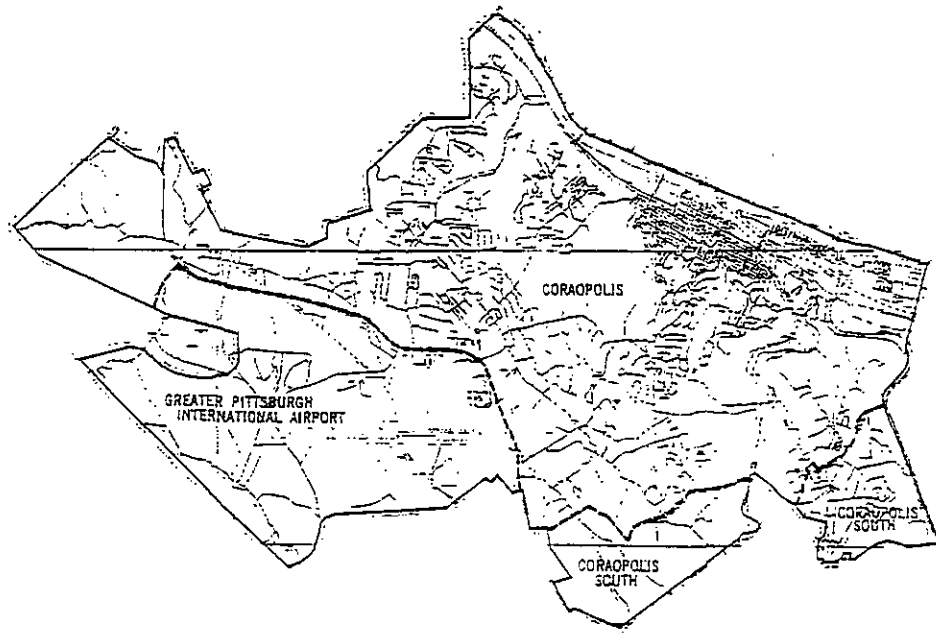 CORAOPOLIS
GREATER PITTSBURGH
INTERNATIONAL AIRPORT
CORAOPOLIS
SOUTH
CORAOPOLIS
SOUTH